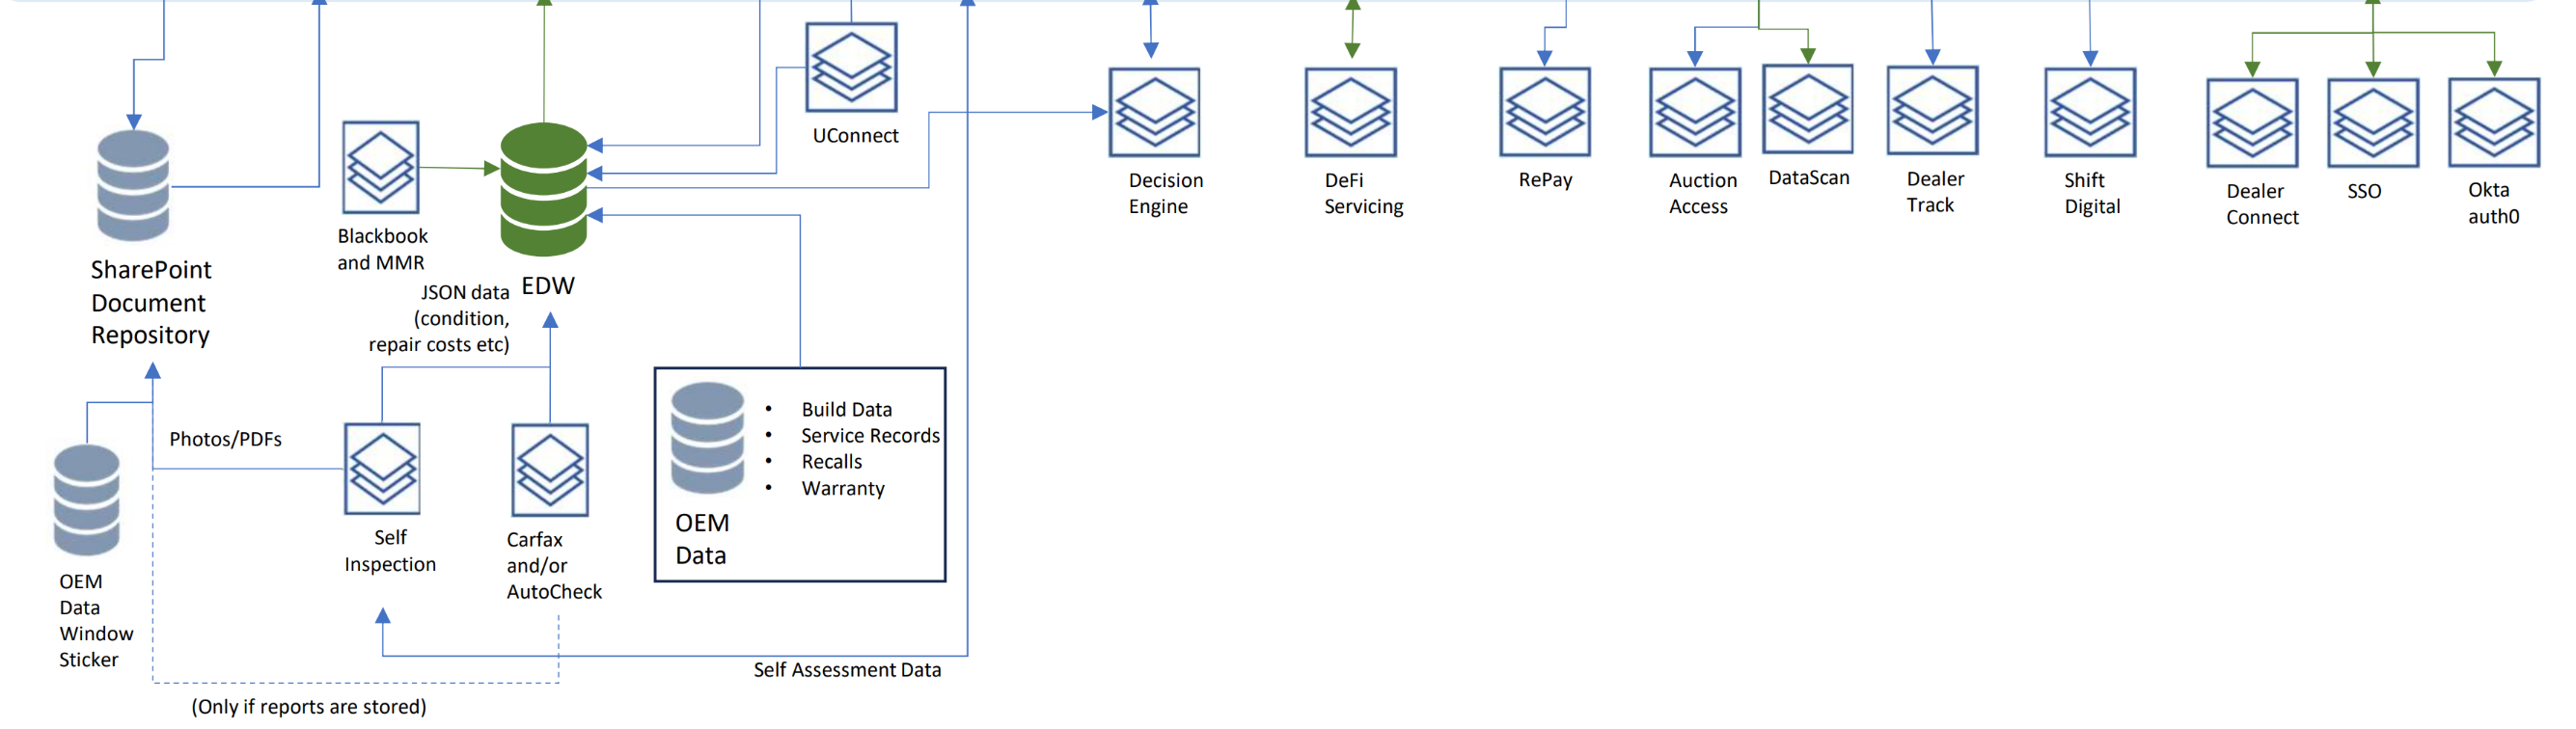 UConnect
Decision
Engine
DeFi
Servicing
RePay
Auction
Access
DataScan
Dealer
Track
Shift
Digital
Dealer
Connect
SSO
Okta
auth0
SharePoint
Document
Repository
Blackbook
and MMR
EDW
JSON data
(condition,
repair costs etc)
Photos/PDFs
• Build Data
• Service Records
• Recalls
• Warranty
OEM
Data
Self
Inspection
Carfax
and/or
AutoCheck
OEM
Data
Window
Sticker
Self Assessment Data
(Only if reports are stored)